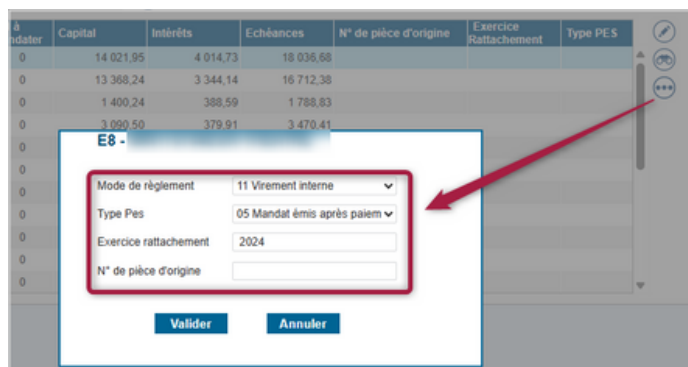 à
ndater Capital Intérêts Echéances N° de pièce d'origine Exercice Rattachement Type PES
0 14 021,95 4 014,73 18 036,68
0 13 368,24 3 344,14 16 712,38
0 1 400,24 388,59 1 788,83
0 3 090,50 379,91 3 470,41
0
E8 -
0
Mode de règlement 11 Virement interne
0
Type Pes 05 Mandat émis après paiem
0
Exercice rattachement 2024
0
N° de pièce d'origine
0
Valider Annuler